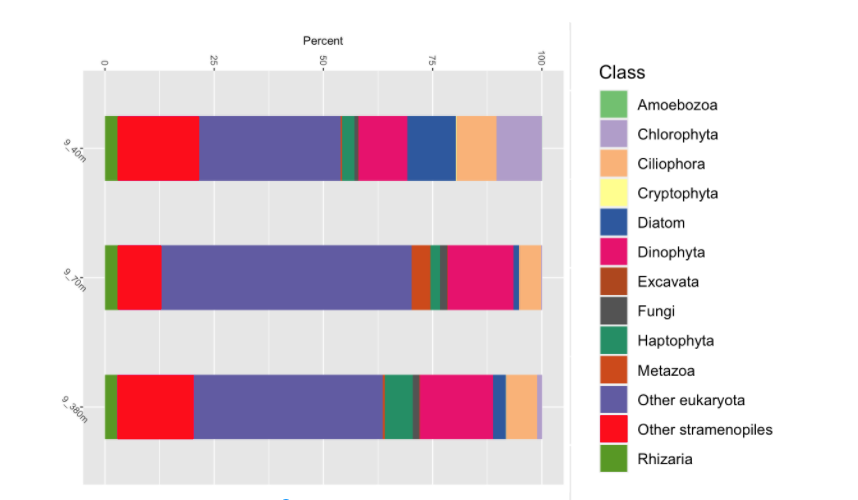 Percent
0
25
50
75
100
9_40m
9_70m
9_380m
Class
Amoebozoa
Chlorophyta
Ciliophora
Cryptophyta
Diatom
Dinophyta
Excavata
Fungi
Haptophyta
Metazoa
Other eukaryota
Other stramenopiles
Rhizaria